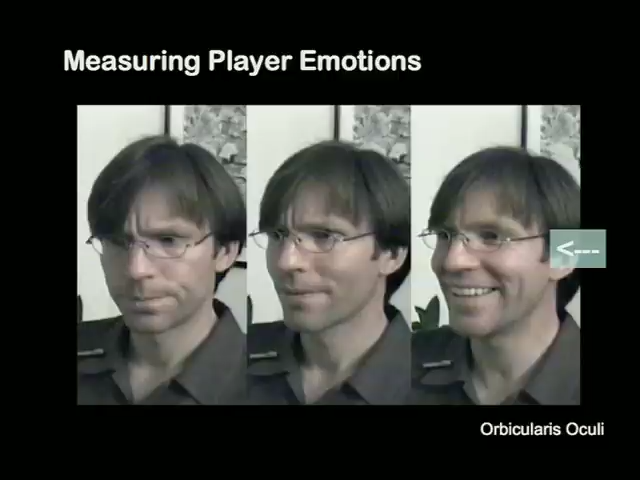 Measuring Player Emotions
<---
Orbicularis Oculi